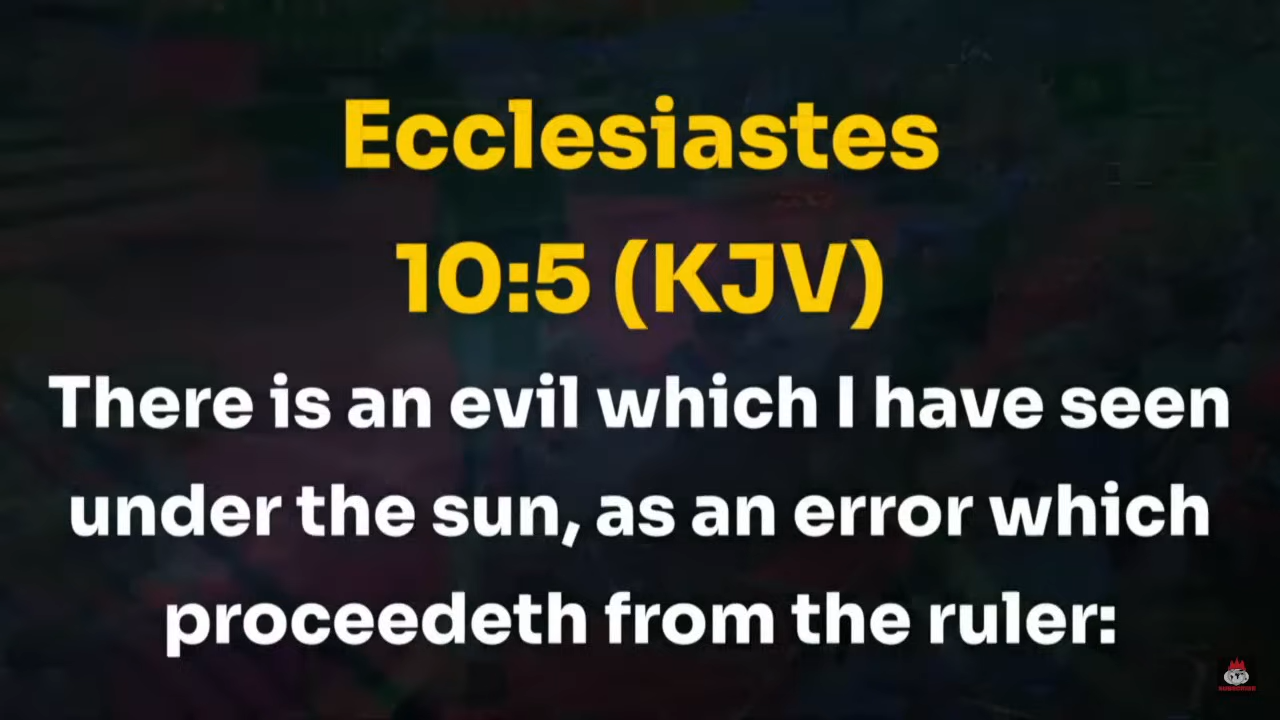 Ecclesiastes
10:5 (KJV)
There is an evil which I have seen
under the sun, as an error which
proceedeth from the ruler:
SUBSCRIBE